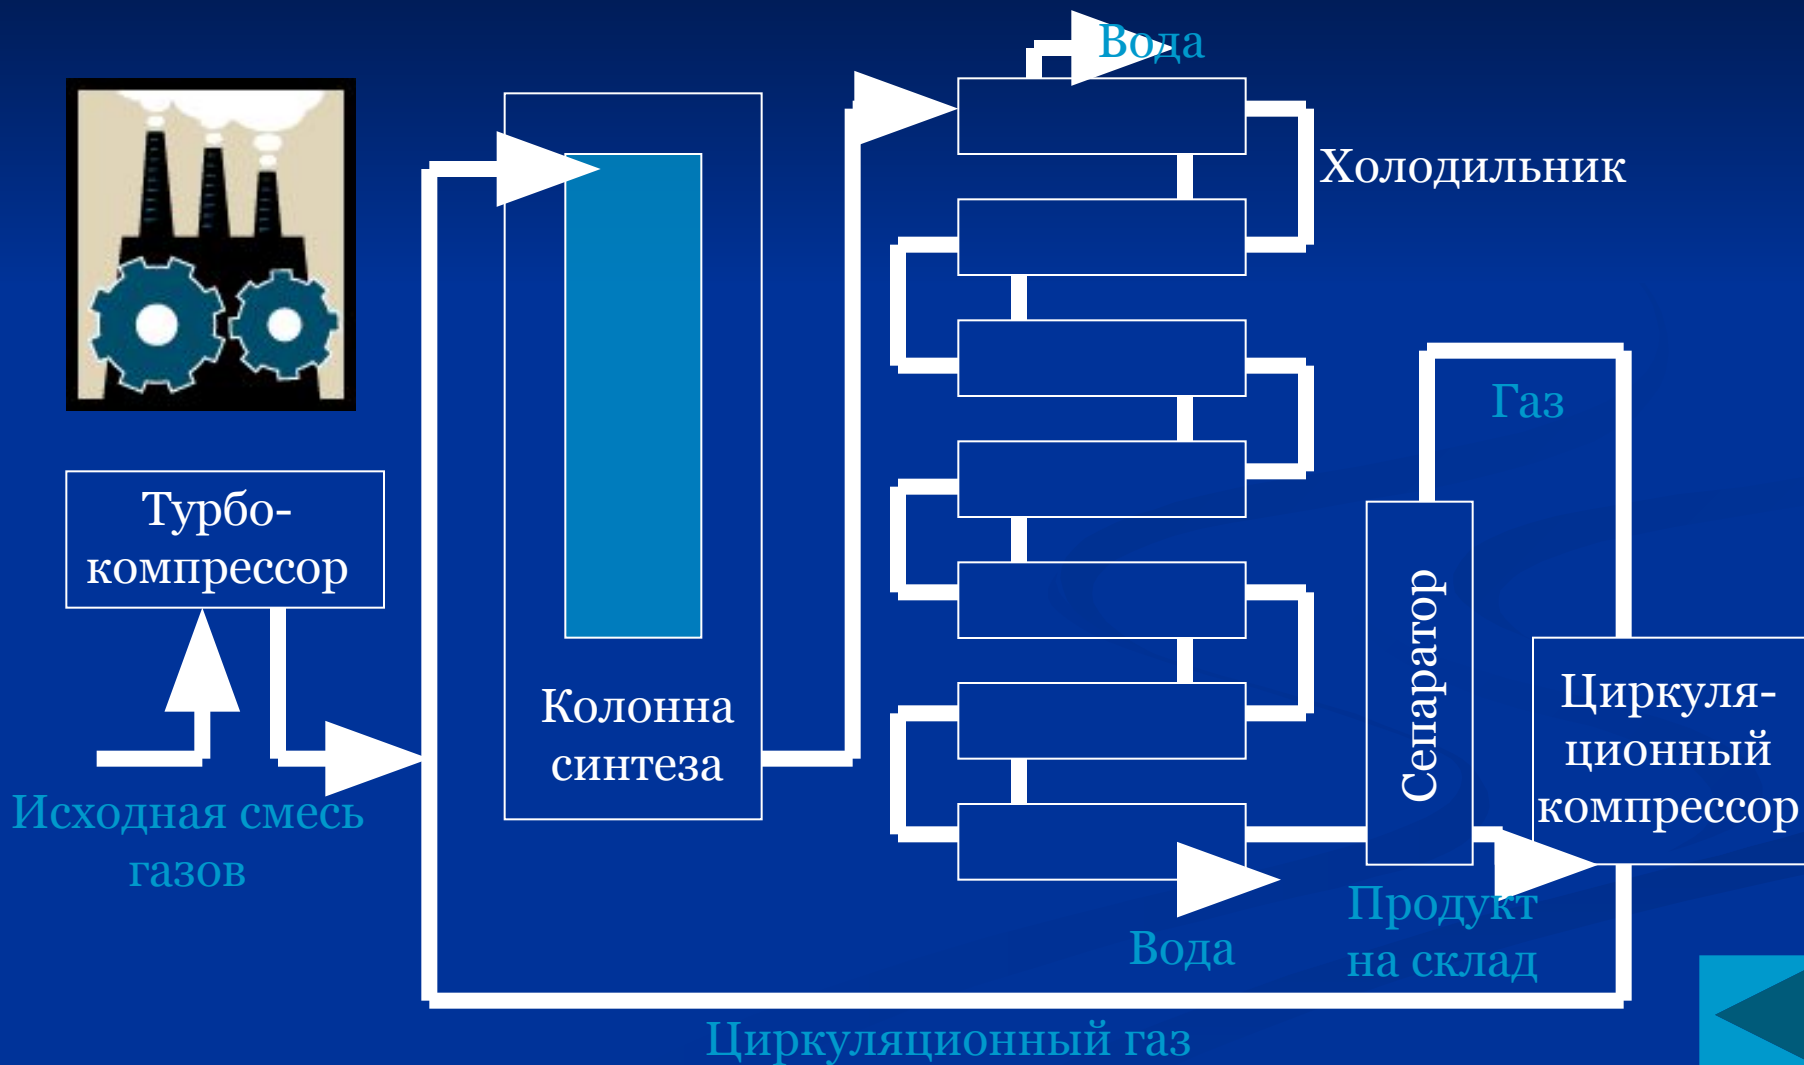 Вода
Холодильник
Газ
Турбо-
компрессор
Сепаратор
Колонна
синтеза
Циркуля-
ционный
компрессор
Исходная смесь
газов
Продукт
на склад
Вода
Циркуляционный газ